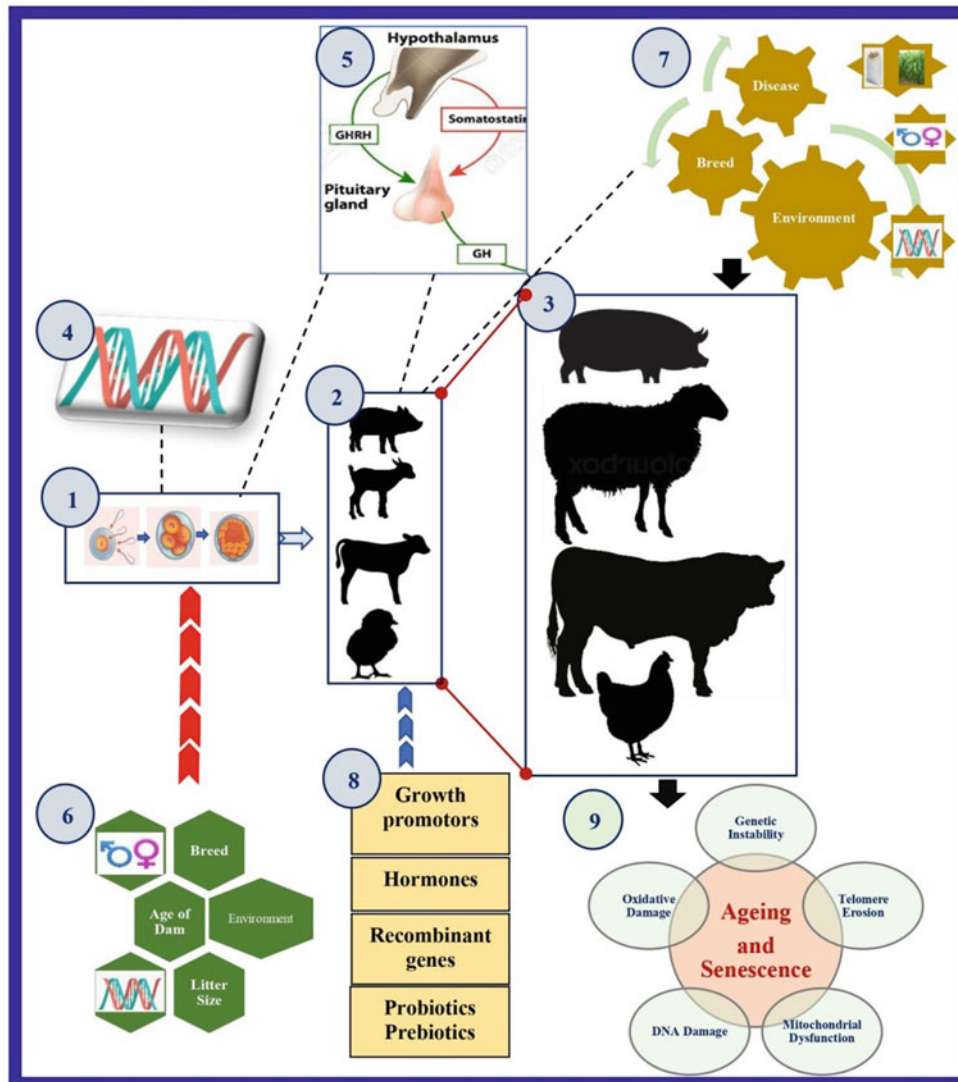 5
Hypothalamus
GHRH
Somatostatin
Pituitary
gland
GH
7
Disease
Breed
Environment
4
3
2
1
6
Breed
Age of
Dam
Environment
Litter
Size
8
Growth
promotors
Hormones
Recombinant
genes
Probiotics
Prebiotics
9
Genetic
Instability
Oxidative
Damage
Telomere
Erosion
Ageing
and
Senescence
DNA Damage
Mitochondrial
Dysfunction